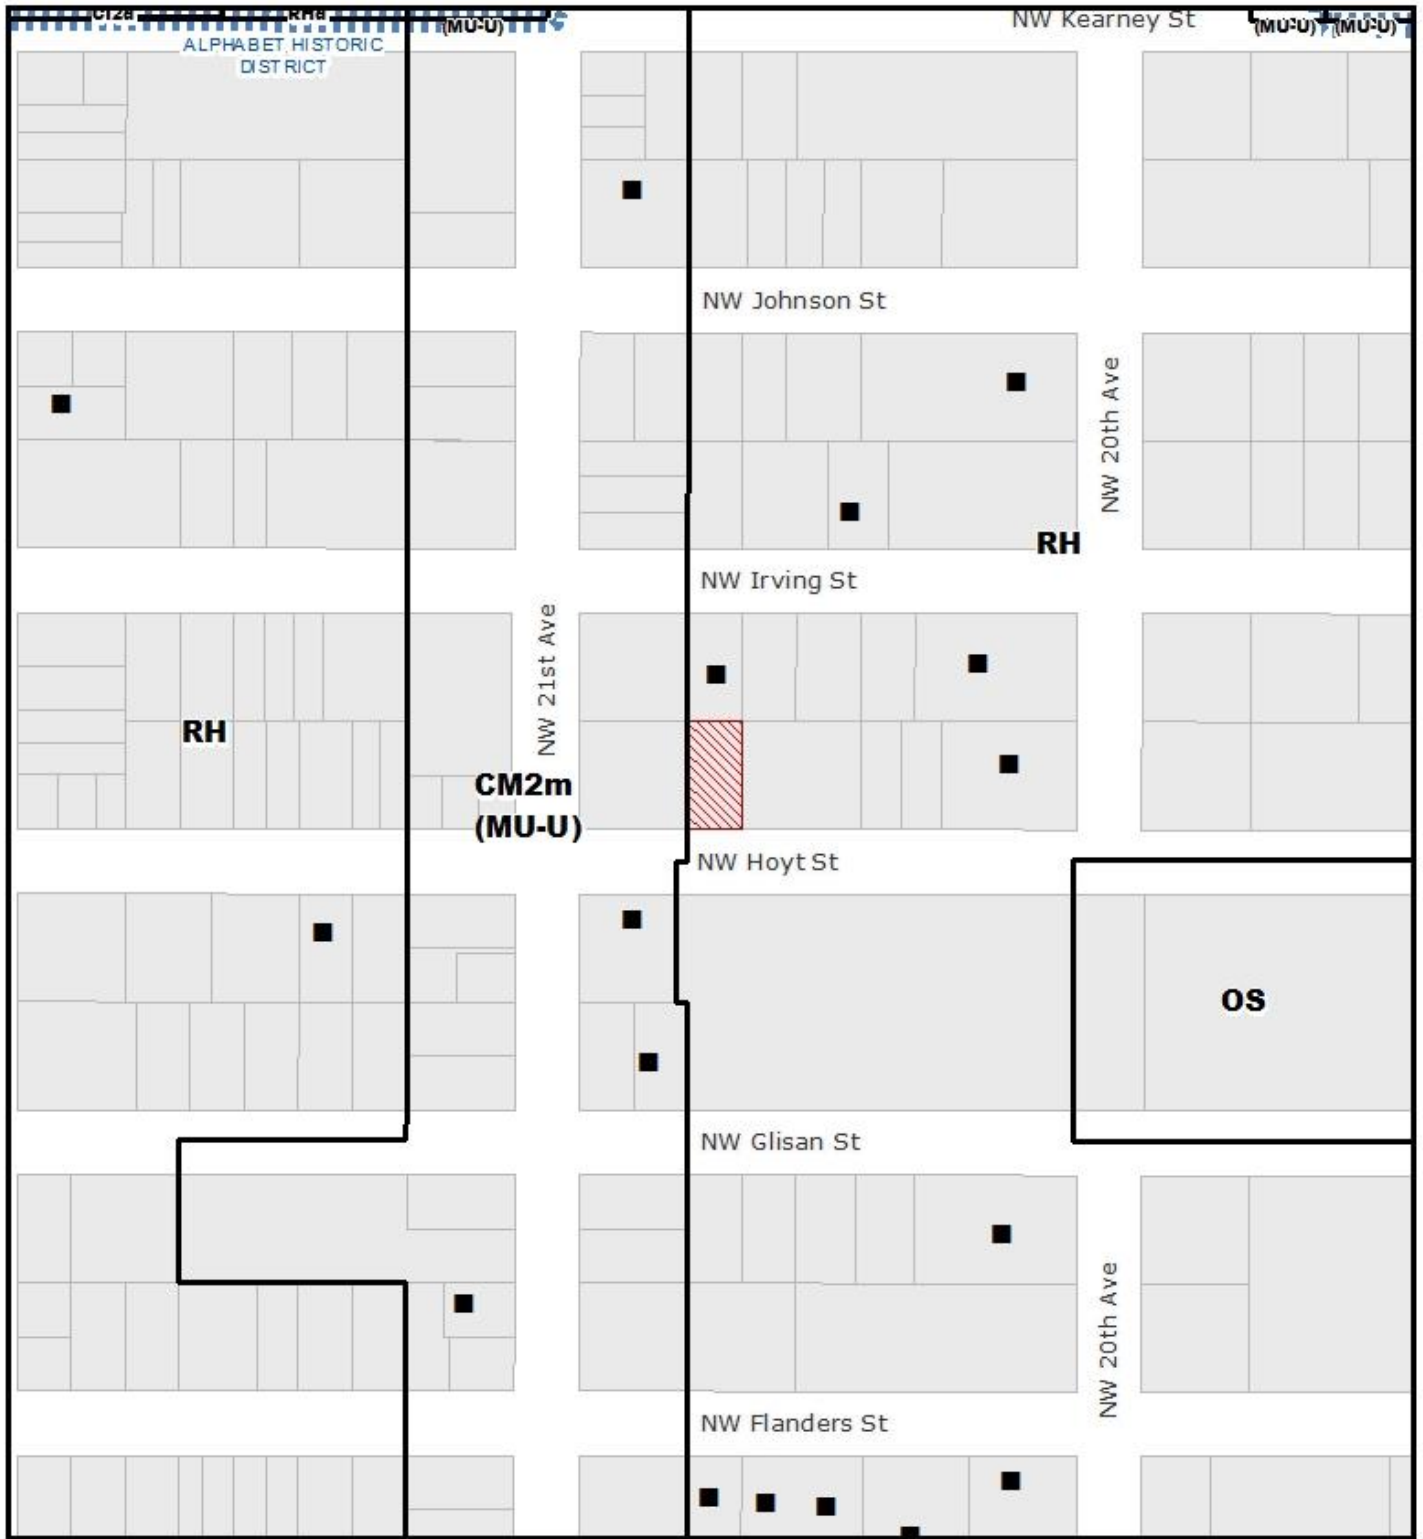 RHd
(MU-U)
NW Kearney St
(MU-U)
(MU-U)
ALPHABET HISTORIC
DISTRICT
NW Johnson St
NW 20th Ave
RH
NW Irving St
NW 21st Ave
RH
CM2m
(MU-U)
NW Hoyt St
OS
NW Glisan St
NW 20th Ave
NW Flanders St